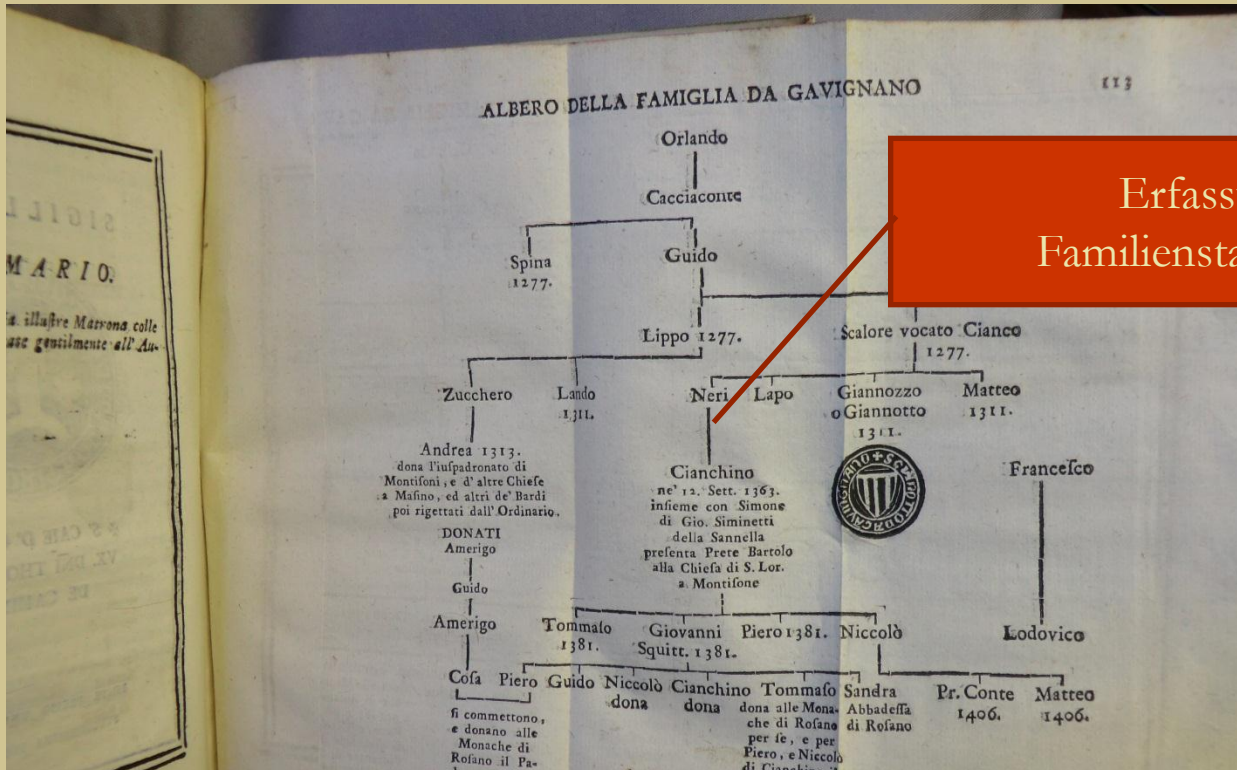 ALBERO DELLA FAMIGLIA DA GAVIGNANO
113
Orlando
Cacciaconte
Spina
1277.
Guido
Erfass
Familiensta
Lippo 1277.
Scalore vocato Cianco
1277.
Zucchero
Lando
1311.
Neri
Lapo
Giannozzo
o Giannotto
1311.
Matteo
1311.
Andrea 1313.
dona l'iuſpadronato di
Montiſoni, e d' altre Chieſe
a Maſino, ed altri de' Bardi
poi rigettati dall' Ordinario.
Cianchino
ne' 12. Sett. 1363.
inſieme con Simone
di Gio. Siminetti
della Sannella
preſenta Prete Bartolo
alla Chieſa di S. Lor.
a Montiſone
Franceſco
Lodovico
DONATI
Amerigo
Guido
Amerigo
Tommaſo
1381.
Giovanni
Squitt. 1381.
Piero 1381.
Niccolò
Coſa
Piero
Guido
Niccolò
dona
Cianchino
dona
Tommaſo
dona alle Mona-
che di Roſano
per ſe, e per
Piero, e Niccolò
Sandra
Abbadeſſa
di Roſano
Pr. Conte
1406.
Matteo
1406.
ſi commettono,
e donano alle
Monache di
Roſano il Pa-
MARIO.
illuſtre Matrona colle
gentilmente all' Au-